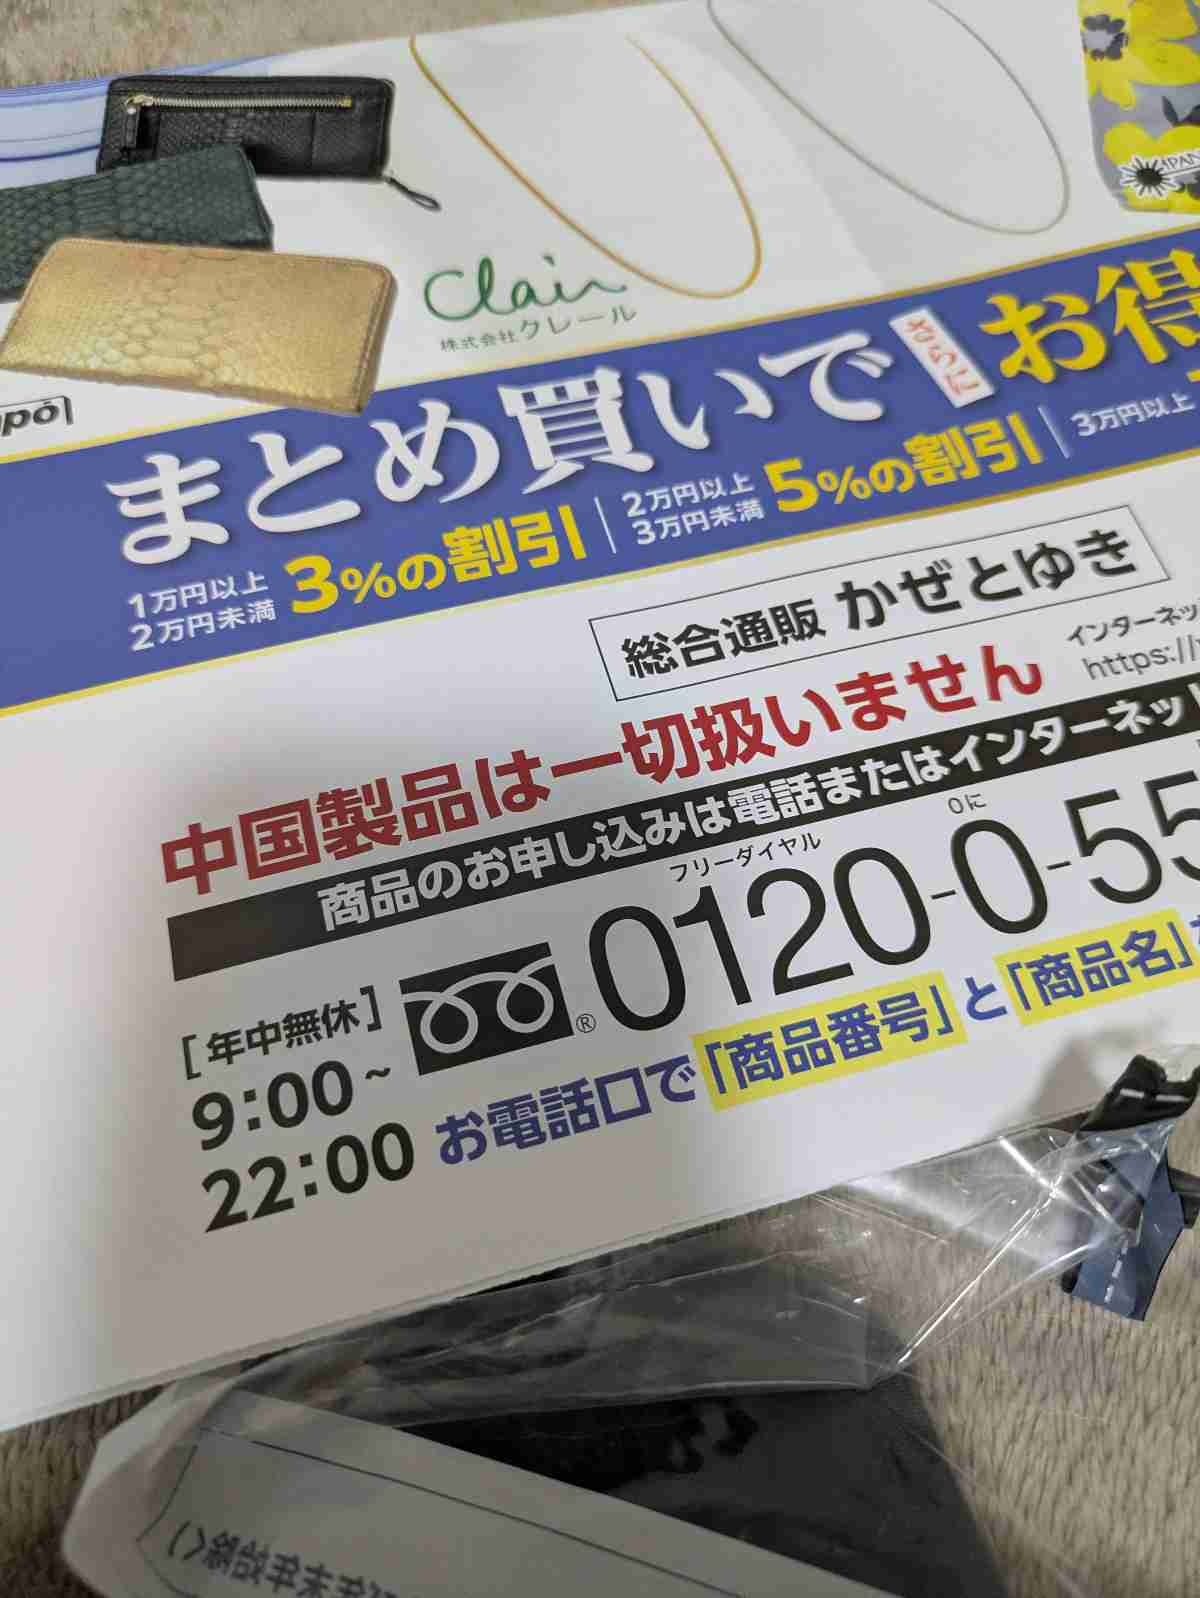 Clair
株式会社クレール
まとめ買いで さらに お得
1万円以上 2万円未満 3%の割引
2万円以上 3万円未満 5%の割引
3万円以上
総合通販 かぜとゆき
中国製品は一切扱いません
インターネッ
https://
商品のお申し込みは電話またはインターネット
フリーダイヤル
0に
[年中無休]
9:00~
22:00
0120-0-55
お電話口で「商品番号」と「商品名」